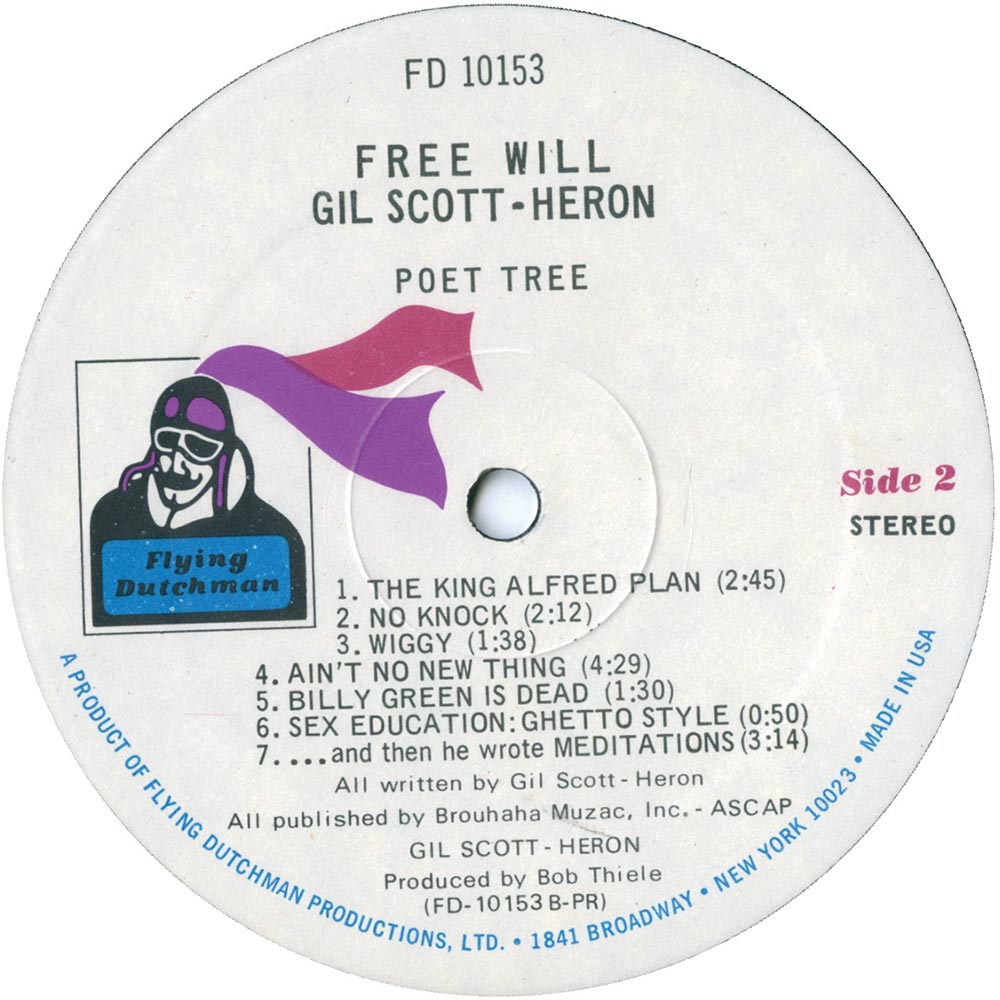 FD 10153
FREE WILL
GIL SCOTT-HERON
POET TREE
Flying
Dutchman
Side 2
STEREO
1. THE KING ALFRED PLAN (2:45)
2. NO KNOCK (2:12)
3. WIGGY (1:38)
4. AIN'T NO NEW THING (4:29)
5. BILLY GREEN IS DEAD (1:30)
6. SEX EDUCATION: GHETTO STYLE (0:50)
7. ...and then he wrote MEDITATIONS (3:14)
All written by Gil Scott-Heron
All published by Brouhaha Muzac, Inc. - ASCAP
GIL SCOTT-HERON
Produced by Bob Thiele
(FD-10153 B-PR)
A PRODUCT OF FLYING DUTCHMAN PRODUCTIONS, LTD. • 1841 BROADWAY • NEW YORK 10023 • MADE IN USA